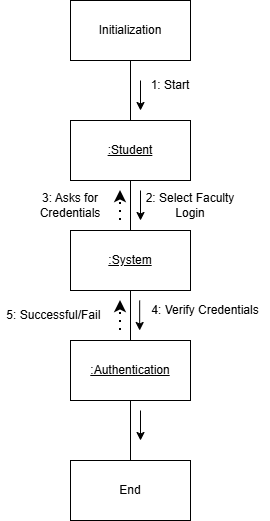 Initialization
1: Start
:Student
3: Asks for
Credentials
2: Select Faculty
Login
:System
5: Successful/Fail
4: Verify Credentials
:Authentication
End